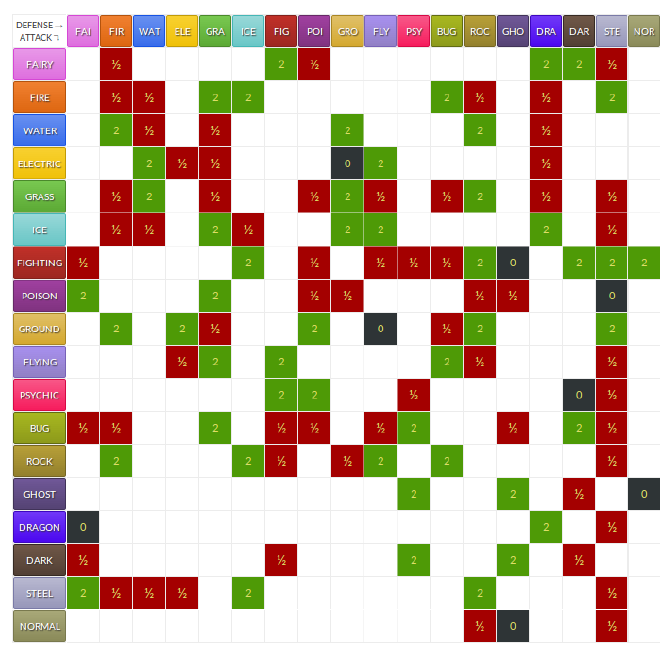 DEFENSE → FAI FIR WAT ELE GRA ICE FIG POI GRO FLY PSY BUG ROC GHO DRA DAR STE NOR
ATTACK ↴
FAIRY ½ 2 ½ 2 2 ½
FIRE ½ ½ 2 2 2 ½ ½ 2
WATER 2 ½ ½ 2 2 ½
ELECTRIC 2 ½ ½ 0 2 ½
GRASS ½ 2 ½ ½ 2 ½ ½ 2 ½ ½
ICE ½ ½ 2 ½ 2 2 2 ½
FIGHTING ½ 2 ½ ½ ½ ½ 2 0 2 2 2
POISON 2 2 ½ ½ ½ ½ 0
GROUND 2 2 ½ 2 0 ½ 2 2
FLYING ½ 2 2 2 ½ ½
PSYCHIC 2 2 ½ 0 ½
BUG ½ ½ 2 ½ ½ ½ 2 ½ 2 ½
ROCK 2 2 ½ ½ 2 2 ½
GHOST 2 2 ½ 0
DRAGON 0 2 ½
DARK ½ ½ 2 2 ½
STEEL 2 ½ ½ ½ 2 2 ½
NORMAL ½ 0 ½